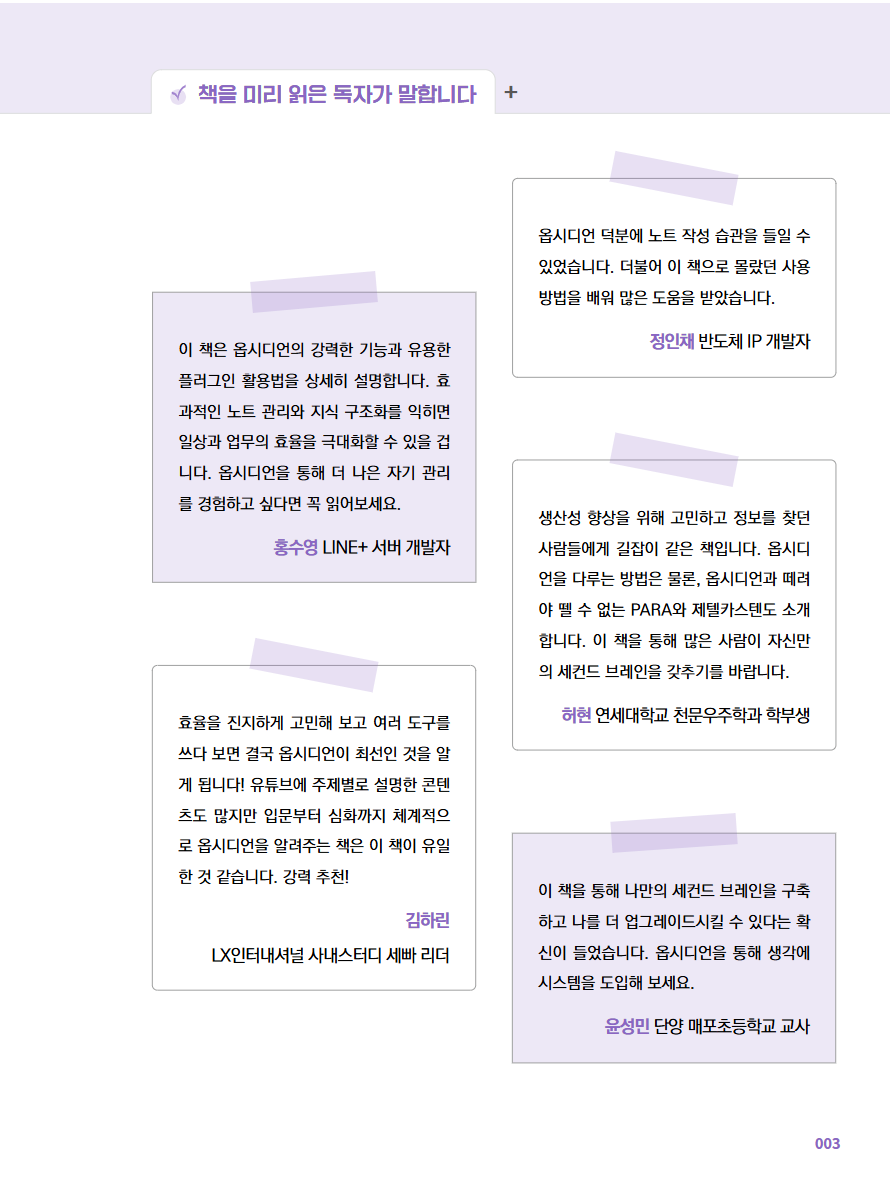 책을 미리 읽은 독자가 말합니다 +
이 책은 옵시디언의 강력한 기능과 유용한
플러그인 활용법을 상세히 설명합니다. 효
과적인 노트 관리와 지식 구조화를 익히면
일상과 업무의 효율을 극대화할 수 있을 겁
니다. 옵시디언을 통해 더 나은 자기 관리
를 경험하고 싶다면 꼭 읽어보세요.
홍수영 LINE+ 서버 개발자
효율을 진지하게 고민해 보고 여러 도구를
쓰다 보면 결국 옵시디언이 최선인 것을 알
게 됩니다! 유튜브에 주제별로 설명한 콘텐
츠도 많지만 입문부터 심화까지 체계적으
로 옵시디언을 알려주는 책은 이 책이 유일
한 것 같습니다. 강력 추천!
김하린
LX인터내셔널 사내스터디 세빠 리더
옵시디언 덕분에 노트 작성 습관을 들일 수
있었습니다. 더불어 이 책으로 몰랐던 사용
방법을 배워 많은 도움을 받았습니다.
정인채 반도체 IP 개발자
생산성 향상을 위해 고민하고 정보를 찾던
사람들에게 길잡이 같은 책입니다. 옵시디
언을 다루는 방법은 물론, 옵시디언과 떼려
야 뗄 수 없는 PARA와 제텔카스텐도 소개
합니다. 이 책을 통해 많은 사람이 자신만
의 세컨드 브레인을 갖추기를 바랍니다.
허현 연세대학교 천문우주학과 학부생
이 책을 통해 나만의 세컨드 브레인을 구축
하고 나를 더 업그레이드시킬 수 있다는 확
신이 들었습니다. 옵시디언을 통해 생각에
시스템을 도입해 보세요.
윤성민 단양 매포초등학교 교사
003